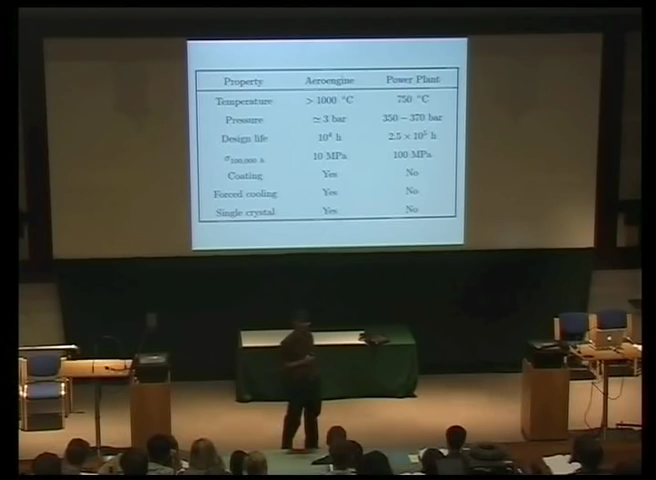 Property Aeroengine Power Plant
Temperature > 1000 °C 750 °C
Pressure ≃ 3 bar 350 − 370 bar
Design life 10⁴ h 2.5 × 10⁵ h
σ₁₀₀,₀₀₀ ₕ 10 MPa 100 MPa
Coating Yes No
Forced cooling Yes No
Single crystal Yes No